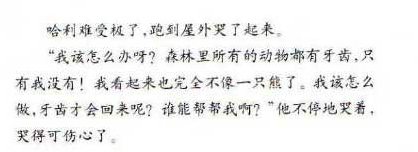 哈利难受极了，跑到屋外哭了起来。
“我该怎么办呀？森林里所有的动物都有牙齿，只
有我没有！我看起来也完全不像一只熊了。我该怎么
做，牙齿才会回来呢？谁能帮帮我啊？”他不停地哭着，
哭得可伤心了。